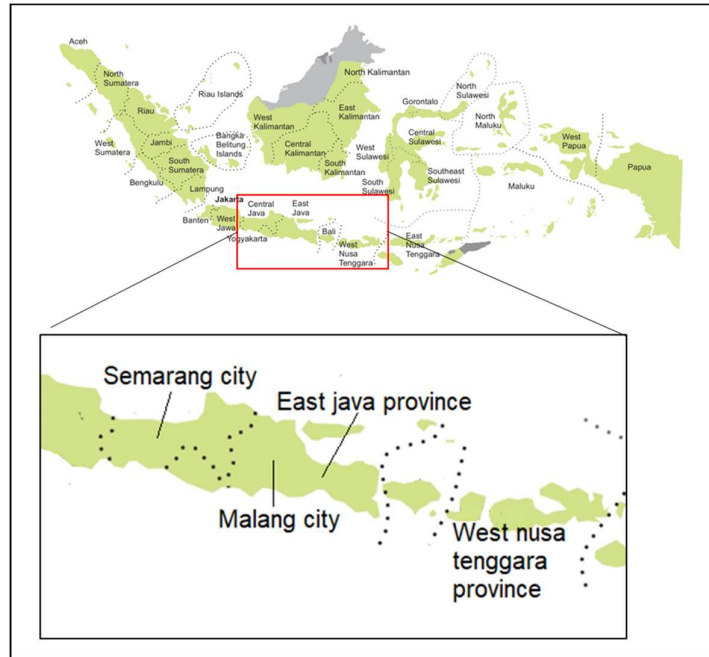 Aceh
North
Sumatera
Riau Islands
Riau
West
Sumatera
Jambi
Bangka
Belitung
Islands
South
Sumatera
Bengkulu
Lampung
Jakarta
Banten
West
Jawa
Central
Java
Yogyakarta
East
Java
Bali
West
Nusa
Tenggara
East
Nusa
Tenggara
North Kalimantan
West
Kalimantan
East
Kalimantan
Central
Kalimantan
South
Kalimantan
West
Sulawesi
South
Sulawesi
Gorontalo
North
Sulawesi
Central
Sulawesi
Southeast
Sulawesi
North
Maluku
Maluku
West
Papua
Papua
Semarang city
East java province
Malang city
West nusa
tenggara
province